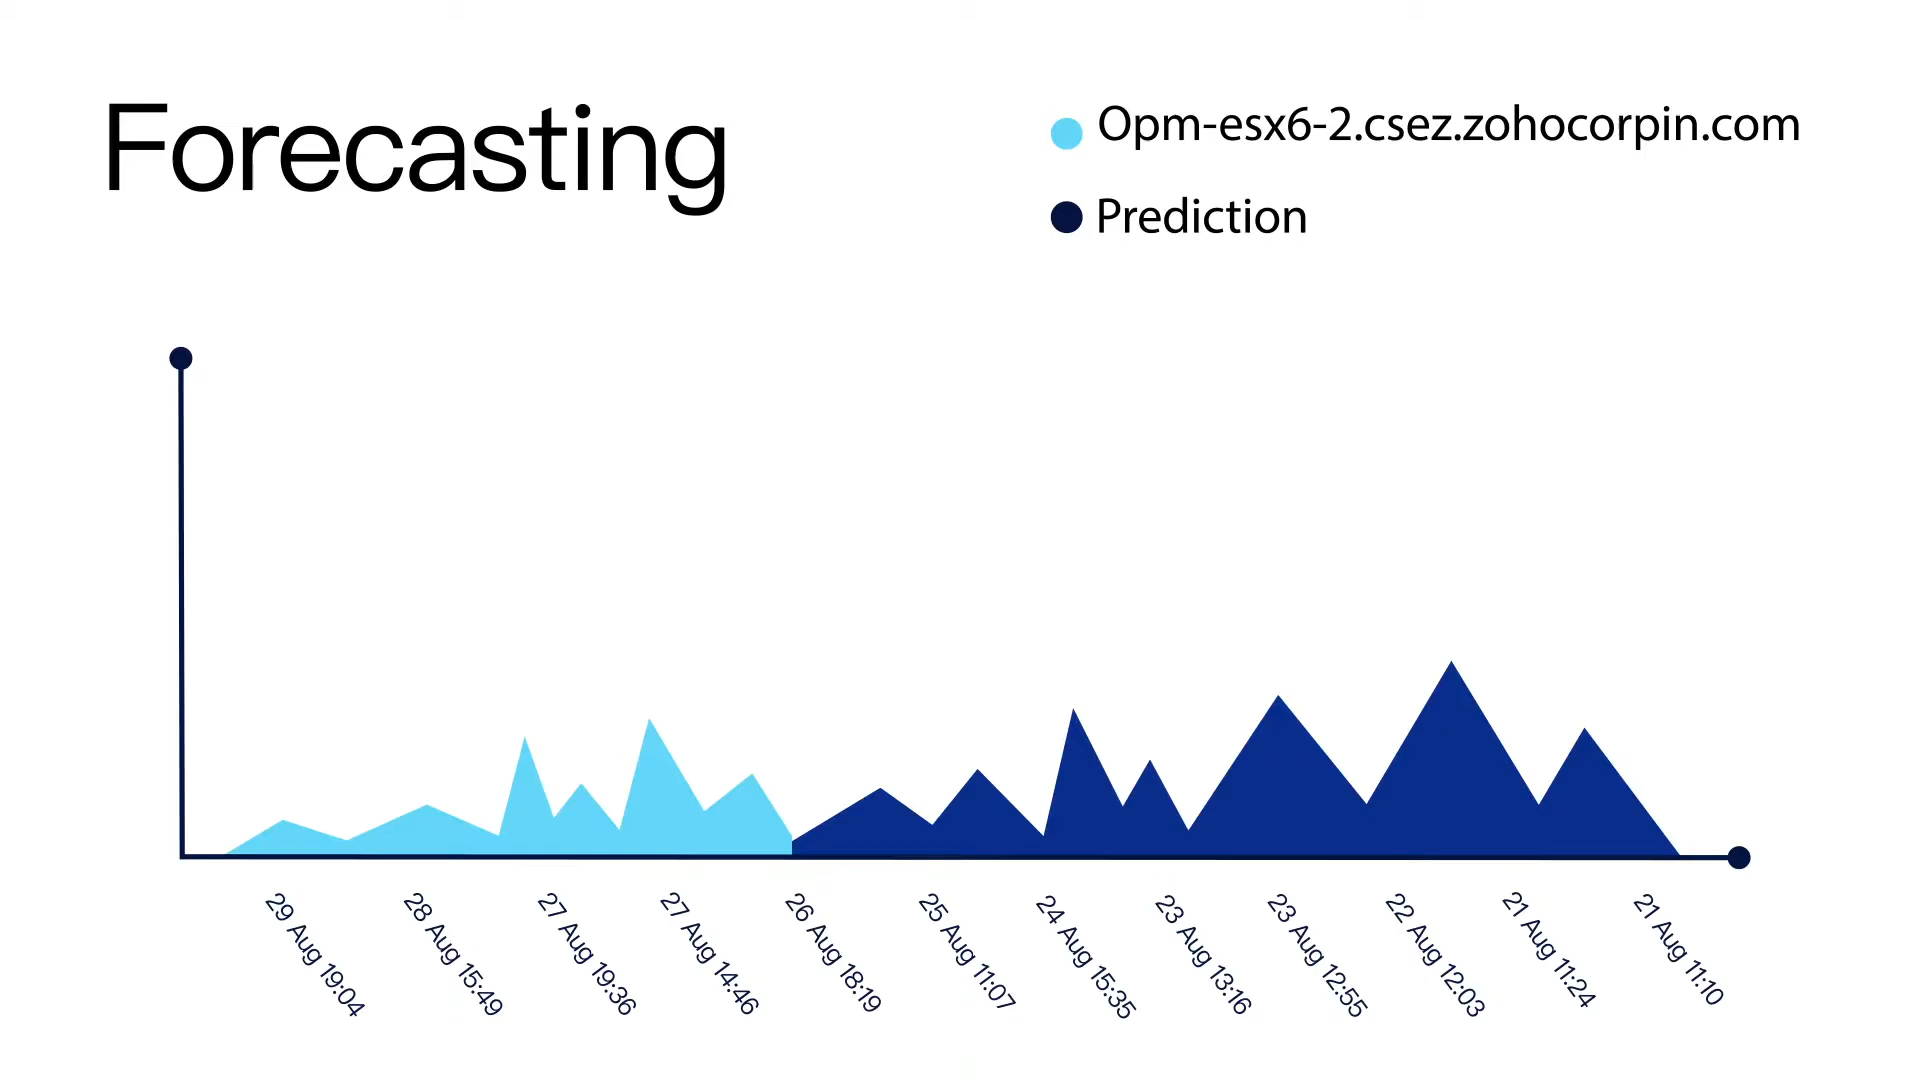 Forecasting
Opm-esx6-2.csez.zohocorpin.com
Prediction
29 Aug 19:04
28 Aug 15:49
27 Aug 19:36
27 Aug 14:46
26 Aug 18:19
25 Aug 11:07
24 Aug 15:35
23 Aug 13:16
23 Aug 12:55
22 Aug 12:03
21 Aug 11:24
21 Aug 11:10